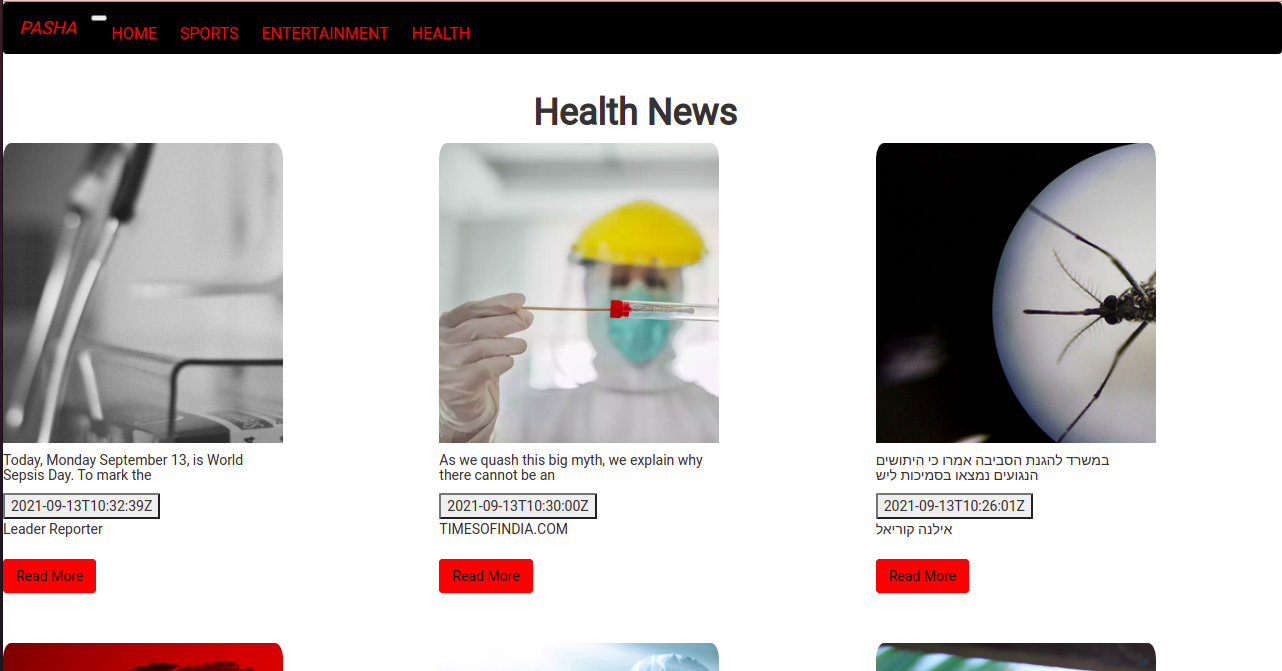 PASHA
HOME SPORTS ENTERTAINMENT HEALTH
Health News
Today, Monday September 13, is World
Sepsis Day. To mark the
2021-09-13T10:32:39Z
Leader Reporter
Read More
As we quash this big myth, we explain why
there cannot be an
2021-09-13T10:30:00Z
TIMESOFINDIA.COM
Read More
במשרד להגנת הסביבה אמרו כי היתושים
הנגועים נמצאו בסמיכות ליש
2021-09-13T10:26:01Z
אילנה קוריאל
Read More